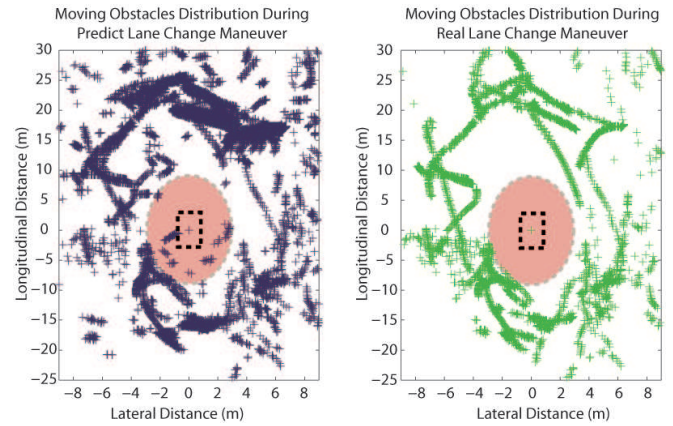 Moving Obstacles Distribution During
Predict Lane Change Maneuver
30
25
20
15
10
5
0
−5
−10
−15
−20
−25
Longitudinal Distance (m)
−8 −6 −4 −2 0 2 4 6 8
Lateral Distance (m)
Moving Obstacles Distribution During
Real Lane Change Maneuver
30
25
20
15
10
5
0
−5
−10
−15
−20
−25
Longitudinal Distance (m)
−8 −6 −4 −2 0 2 4 6 8
Lateral Distance (m)